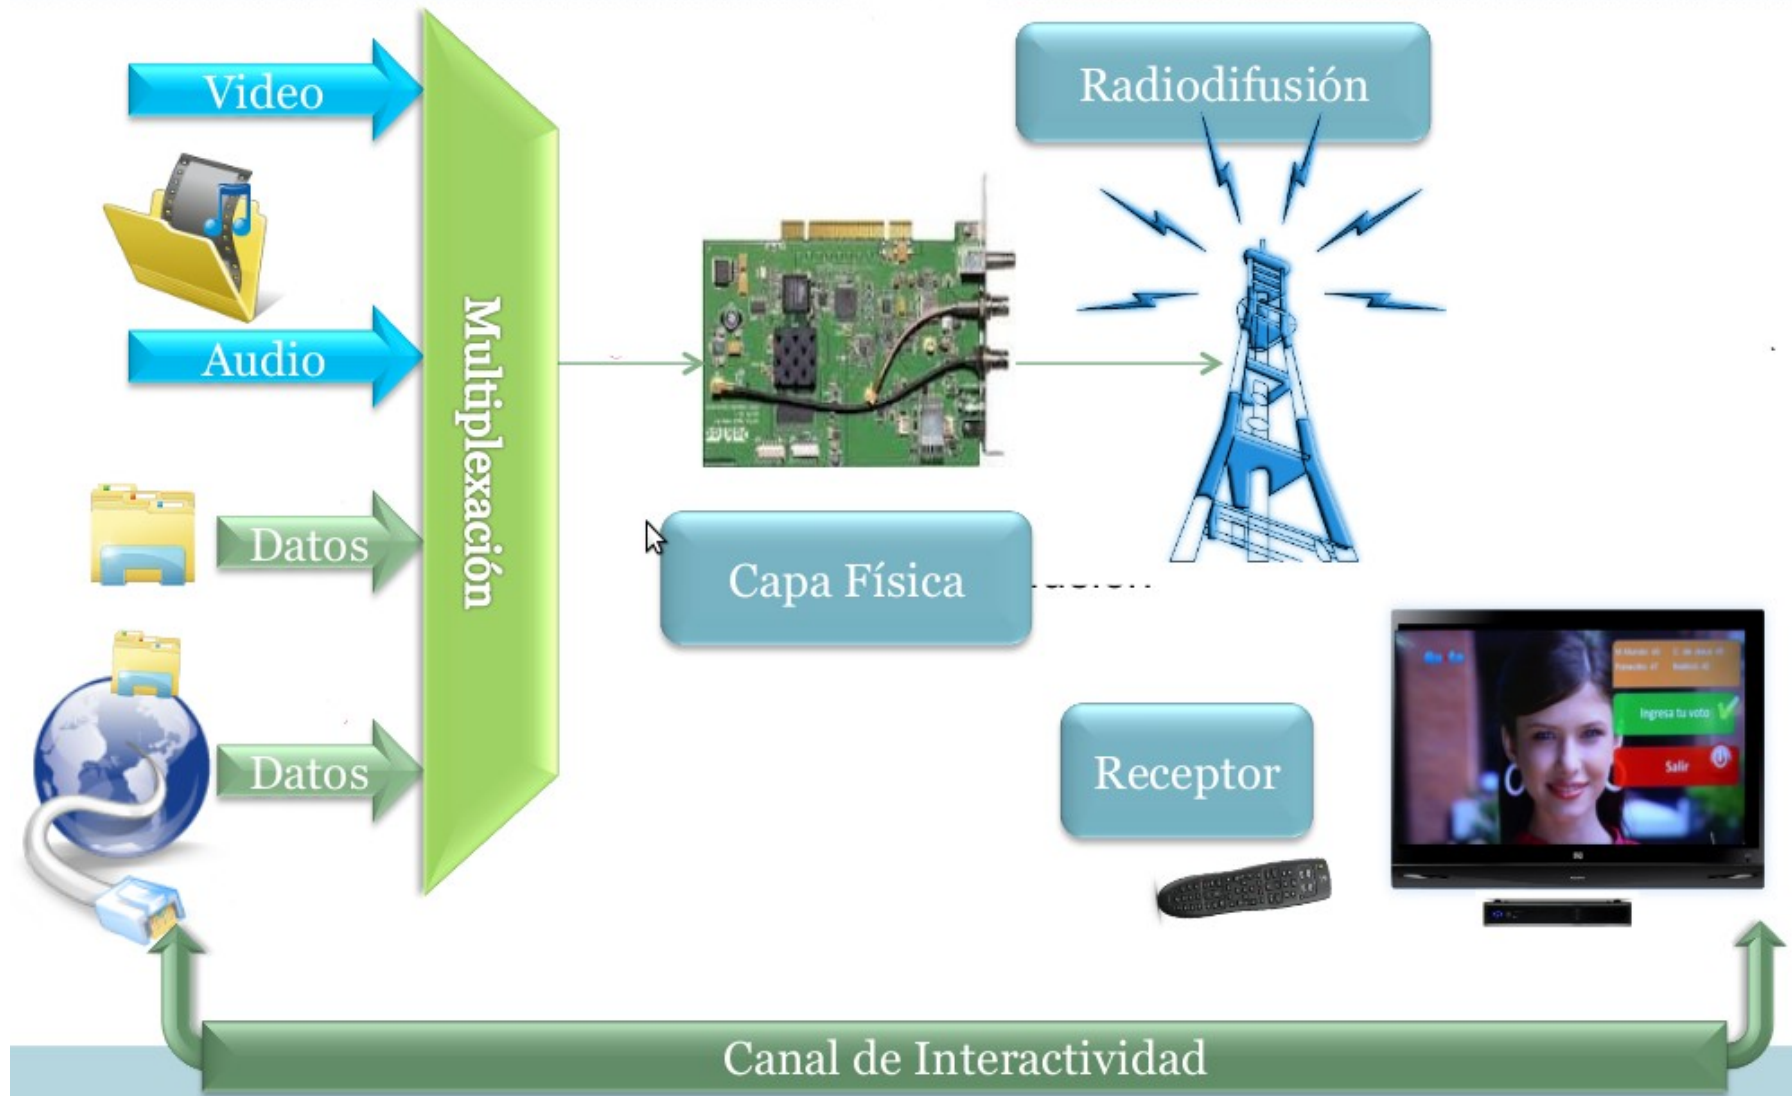 Video
Radiodifusión
Audio
Multiplexación
Datos
Capa Física
Datos
Receptor
Ingresa tu voto
Salir
Canal de Interactividad